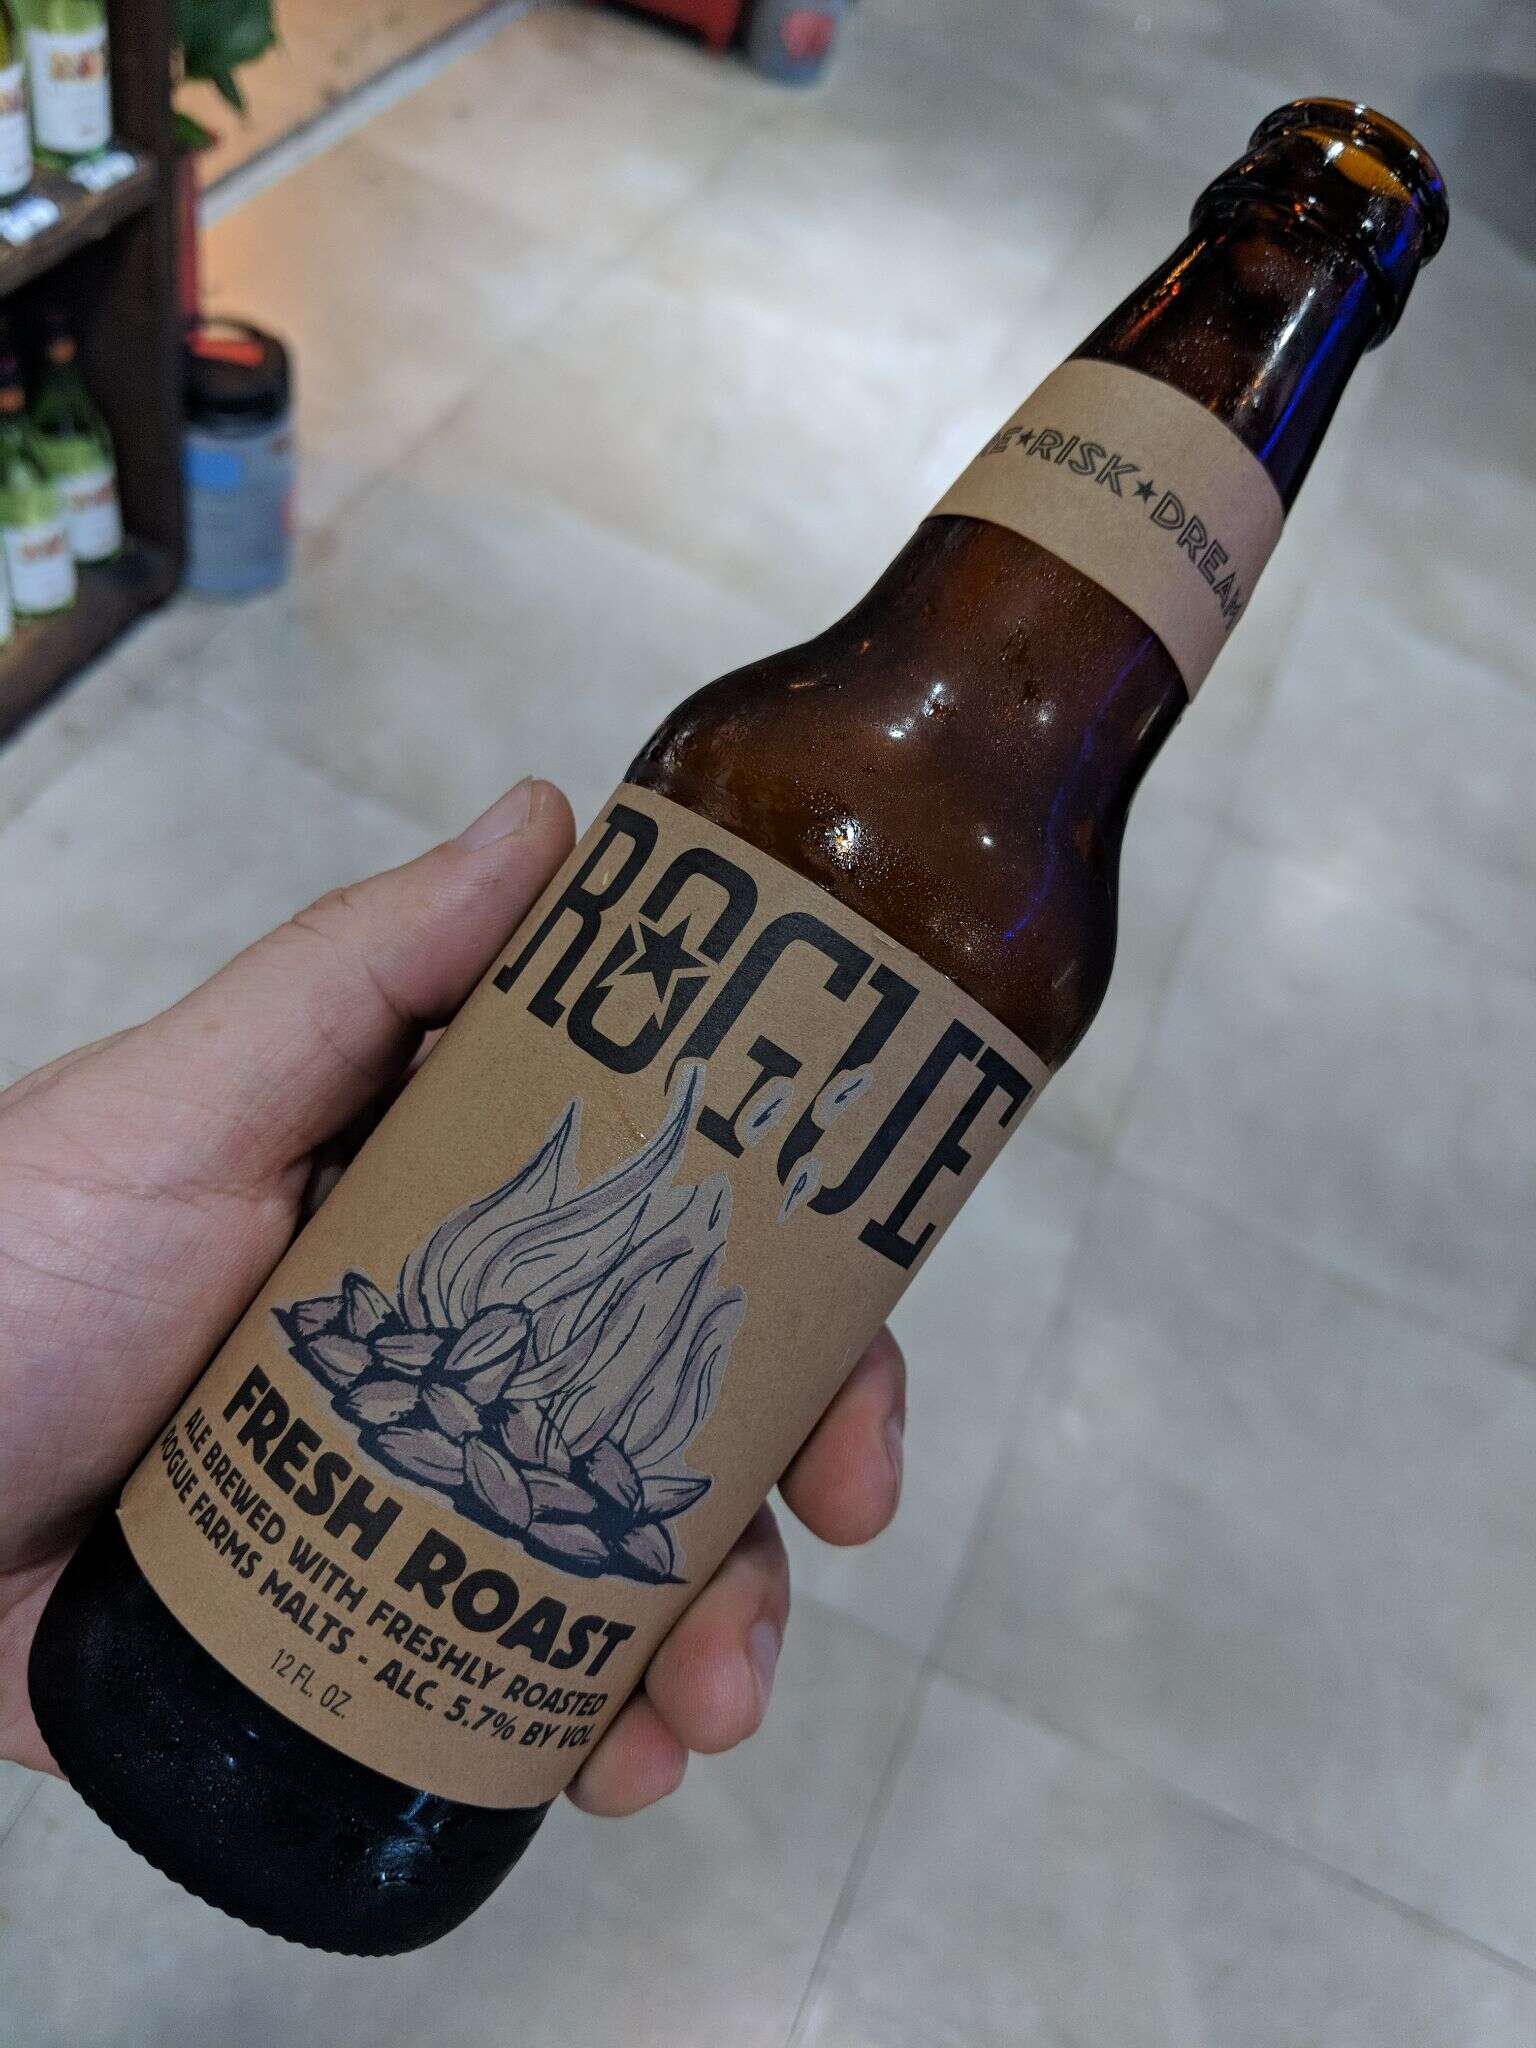 ★RISK★DREAM
ROGUE
FRESH ROAST
ALE BREWED WITH FRESHLY ROASTED
ROGUE FARMS MALTS - ALC. 5.7% BY VOL.
12 FL. OZ.